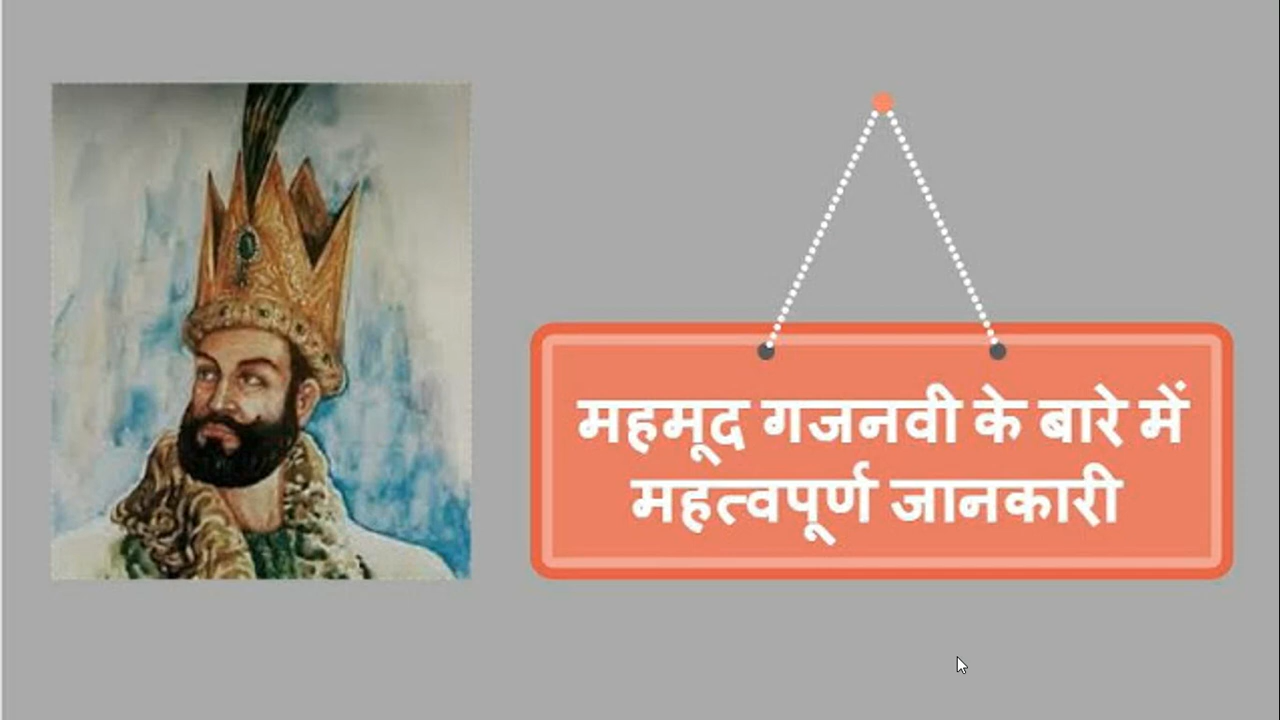 महमूद गजनवी के बारे में
महत्वपूर्ण जानकारी